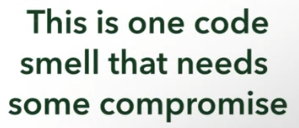 This is one code
smell that needs
some compromise